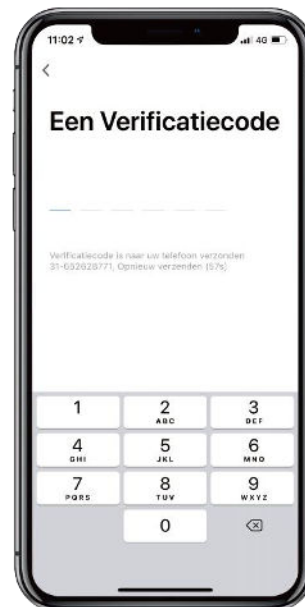 11:02
4G
Een Verificatiecode
Verificatiecode is naar uw telefoon verzonden
31-652628771, Opnieuw verzenden (57s)
1 2 3
ABC DEF
4 5 6
GHI JKL MNO
7 8 9
PQRS TUV WXYZ
0